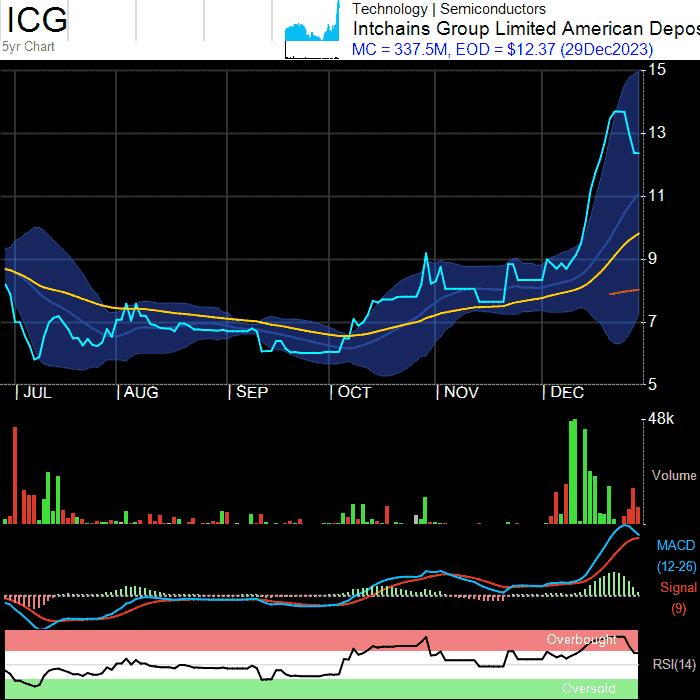 ICG
5yr Chart
Technology | Semiconductors
Intchains Group Limited American Depos
MC = 337.5M, EOD = $12.37 (29Dec2023)
15
13
11
9
7
5
JUL
AUG
SEP
OCT
NOV
DEC
48k
Volume
MACD
(12-26)
Signal
(9)
Overbought
RSI(14)
Oversold